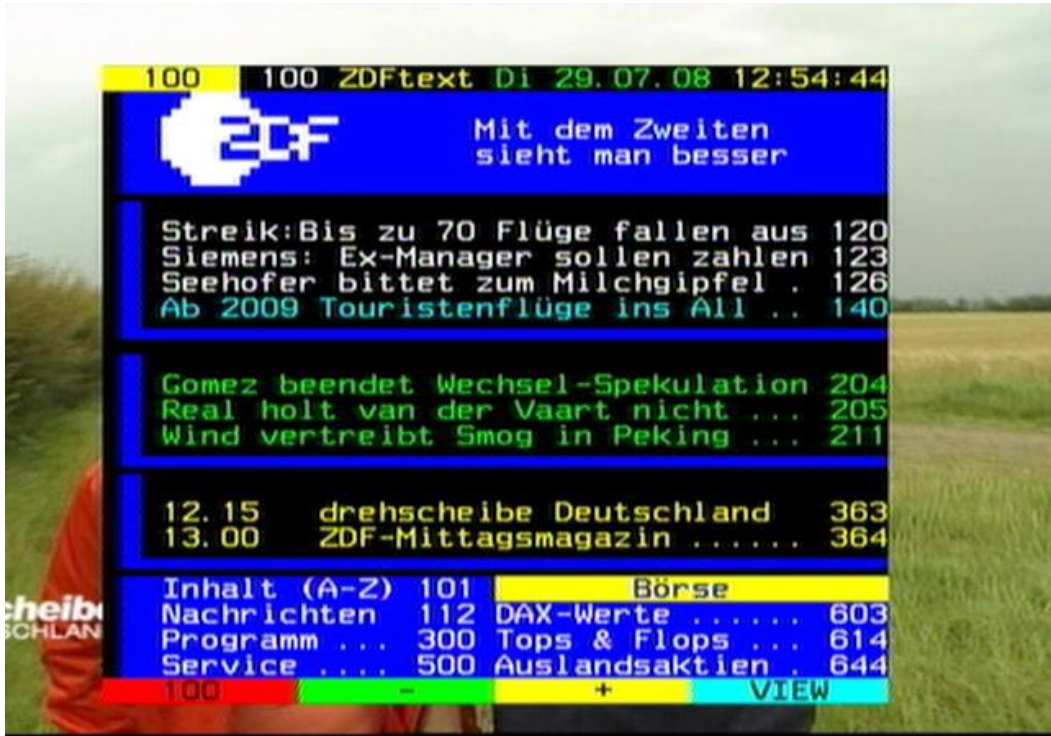 100 100 ZDFtext Di 29.07.08 12:54:44
ZDF
Mit dem Zweiten
sieht man besser
Streik:Bis zu 70 Flüge fallen aus 120
Siemens: Ex-Manager sollen zahlen 123
Seehofer bittet zum Milchgipfel . 126
Ab 2009 Touristenflüge ins All .. 140
Gomez beendet Wechsel-Spekulation 204
Real holt van der Vaart nicht ... 205
Wind vertreibt Smog in Peking ... 211
12.15 drehscheibe Deutschland 363
13.00 ZDF-Mittagsmagazin ...... 364
Inhalt (A-Z) 101 Börse
Nachrichten 112 DAX-Werte ...... 603
Programm ... 300 Tops & Flops ... 614
Service .... 500 Auslandsaktien . 644
100 - + VIEW
cheib
SCHLAN